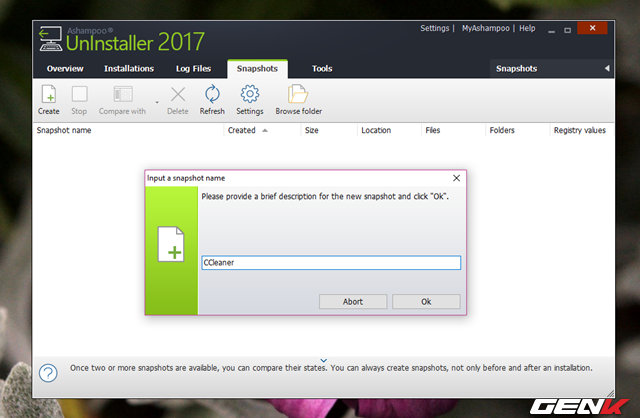 Ashampoo®
UnInstaller 2017
Settings | MyAshampoo | Help
Overview Installations Log Files Snapshots Tools Snapshots
Create Stop Compare with Delete Refresh Settings Browse folder
Snapshot name Created Size Location Files Folders Registry values
Input a snapshot name
Please provide a brief description for the new snapshot and click "Ok".
CCleaner
Abort Ok
Once two or more snapshots are available, you can compare their states. You can always create snapshots, not only before and after an installation.
GENK